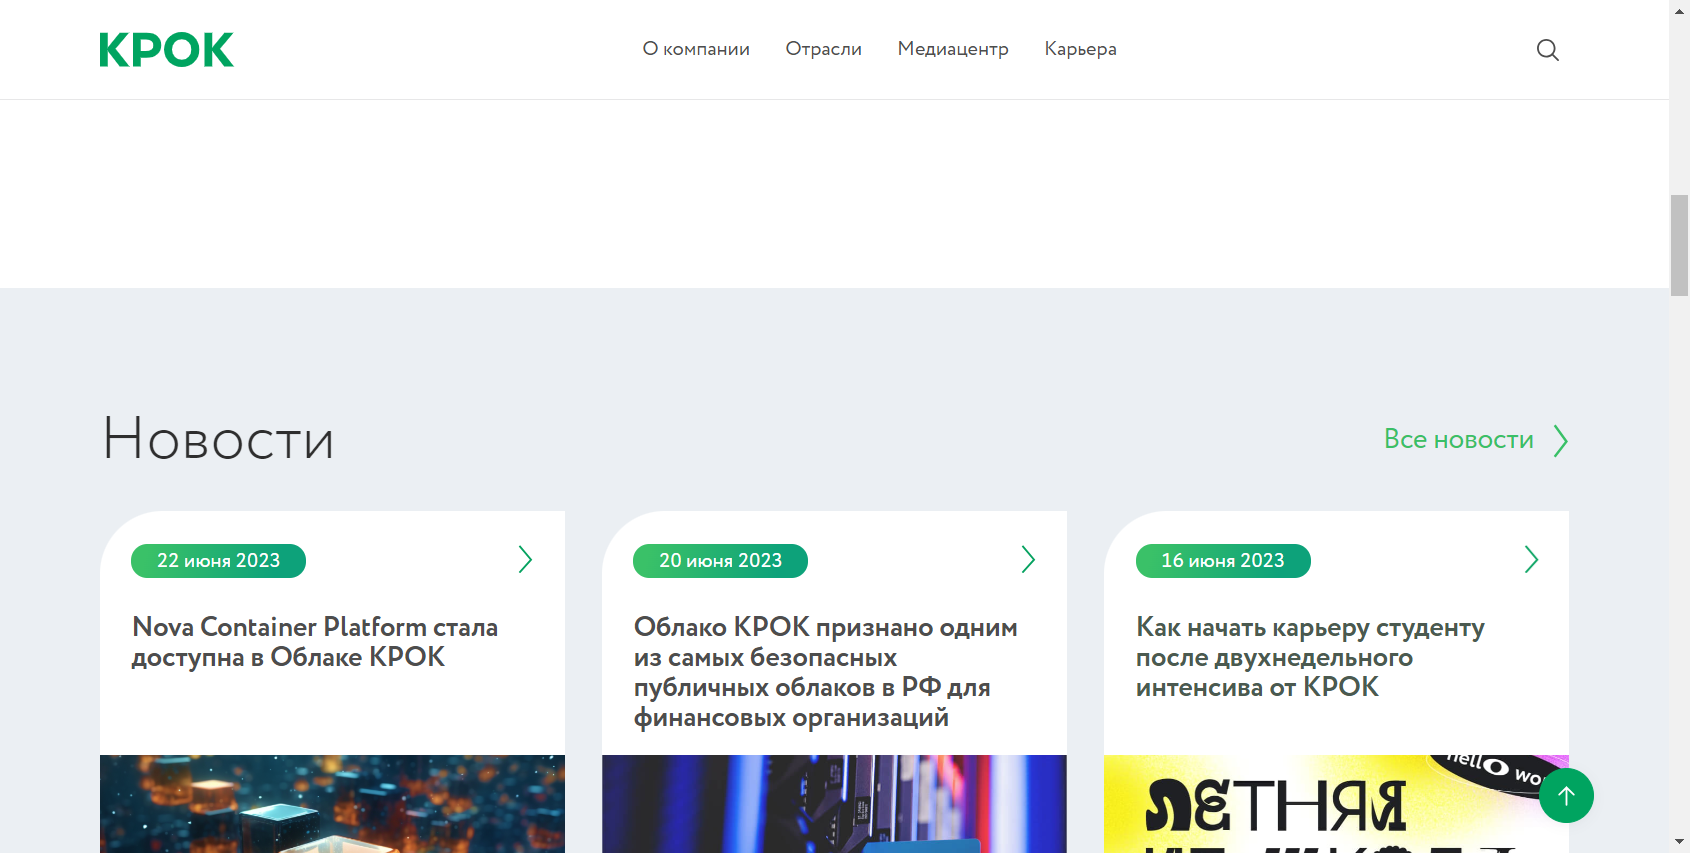 КРОК
О компании Отрасли Медиацентр Карьера
Новости
Все новости
22 июня 2023
Nova Container Platform стала
доступна в Облаке КРОК
20 июня 2023
Облако КРОК признано одним
из самых безопасных
публичных облаков в РФ для
финансовых организаций
16 июня 2023
Как начать карьеру студенту
после двухнедельного
интенсива от КРОК
hello
ЛЕТНЯЯ